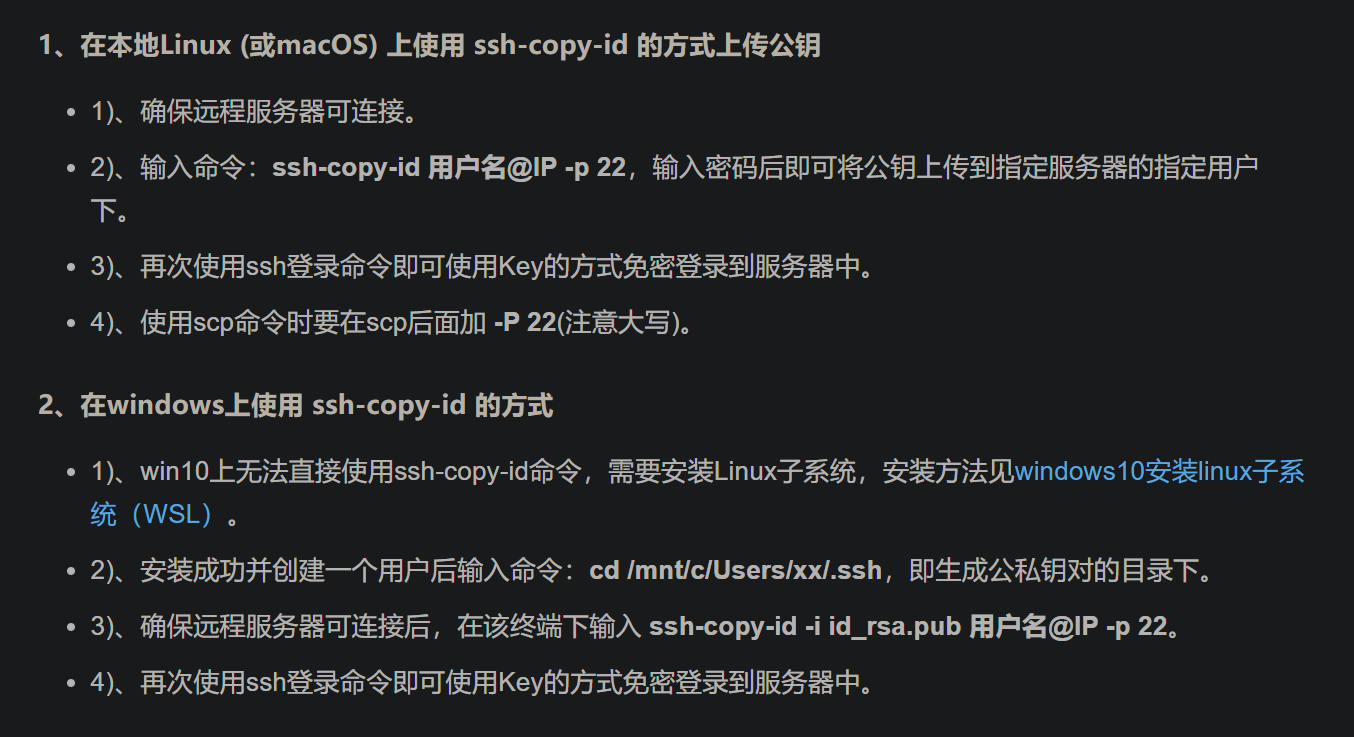 1、在本地Linux (或macOS) 上使用 ssh-copy-id 的方式上传公钥
1)、确保远程服务器可连接。
2)、输入命令：ssh-copy-id 用户名@IP -p 22，输入密码后即可将公钥上传到指定服务器的指定用户
下。
3)、再次使用ssh登录命令即可使用Key的方式免密登录到服务器中。
4)、使用scp命令时要在scp后面加 -P 22(注意大写)。
2、在windows上使用 ssh-copy-id 的方式
1)、win10上无法直接使用ssh-copy-id命令，需要安装Linux子系统，安装方法见windows10安装linux子系
统（WSL）。
2)、安装成功并创建一个用户后输入命令：cd /mnt/c/Users/xx/.ssh，即生成公私钥对的目录下。
3)、确保远程服务器可连接后，在该终端下输入 ssh-copy-id -i id_rsa.pub 用户名@IP -p 22。
4)、再次使用ssh登录命令即可使用Key的方式免密登录到服务器中。